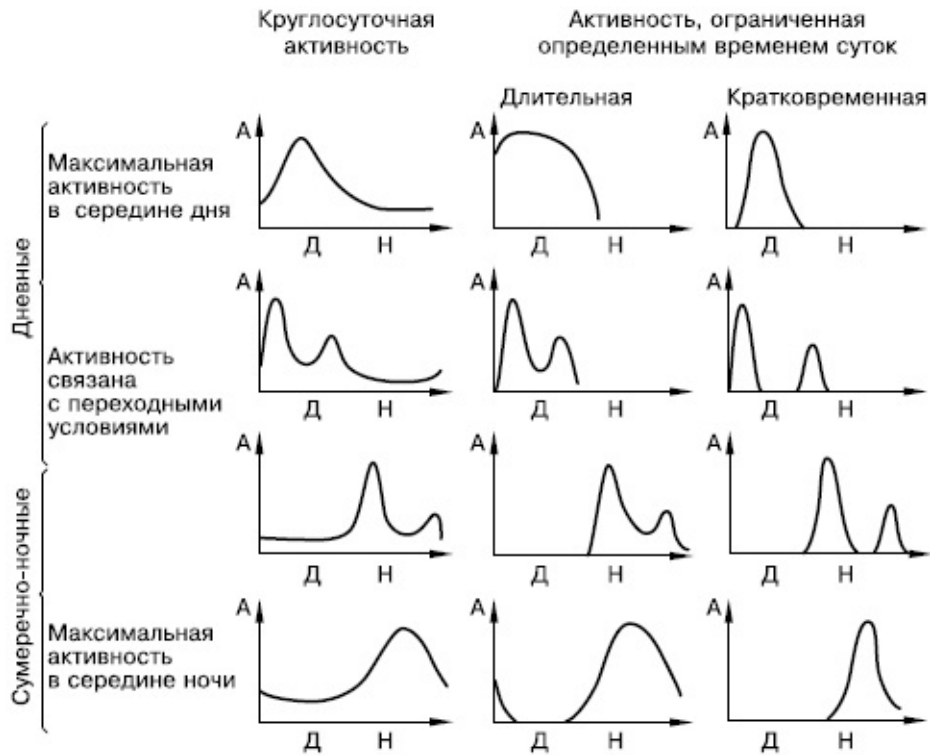 Круглосуточная
активность
Активность, ограниченная
определенным временем суток
Длительная
Кратковременная
Дневные
Максимальная
активность
в середине дня
А
Д Н
А
Д Н
А
Д Н
Активность
связана
с переходными
условиями
А
Д Н
А
Д Н
А
Д Н
Сумеречно-ночные
А
Д Н
А
Д Н
А
Д Н
Максимальная
активность
в середине ночи
А
Д Н
А
Д Н
А
Д Н